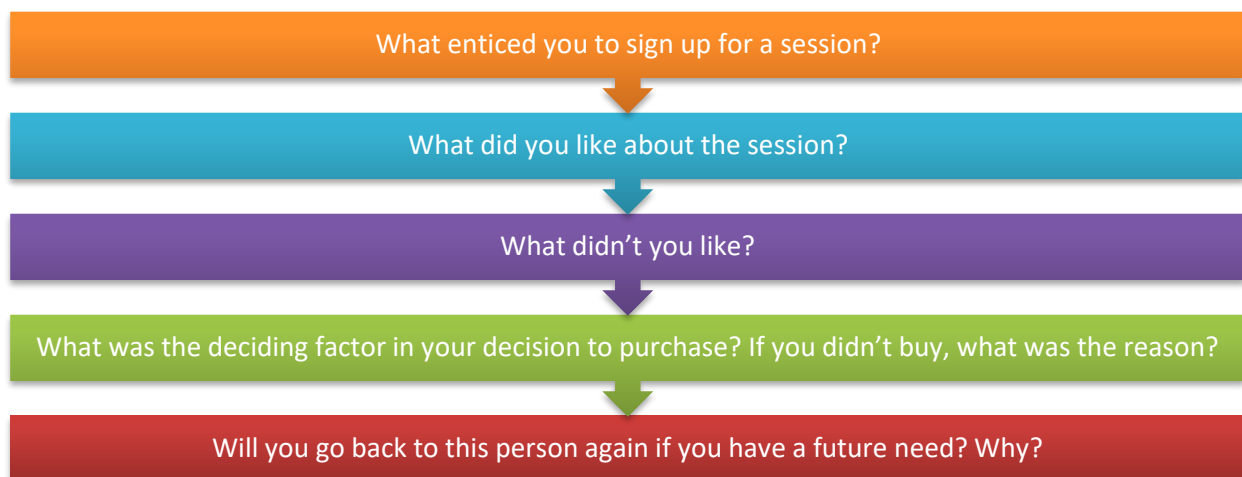 What enticed you to sign up for a session?
What did you like about the session?
What didn’t you like?
What was the deciding factor in your decision to purchase? If you didn’t buy, what was the reason?
Will you go back to this person again if you have a future need? Why?